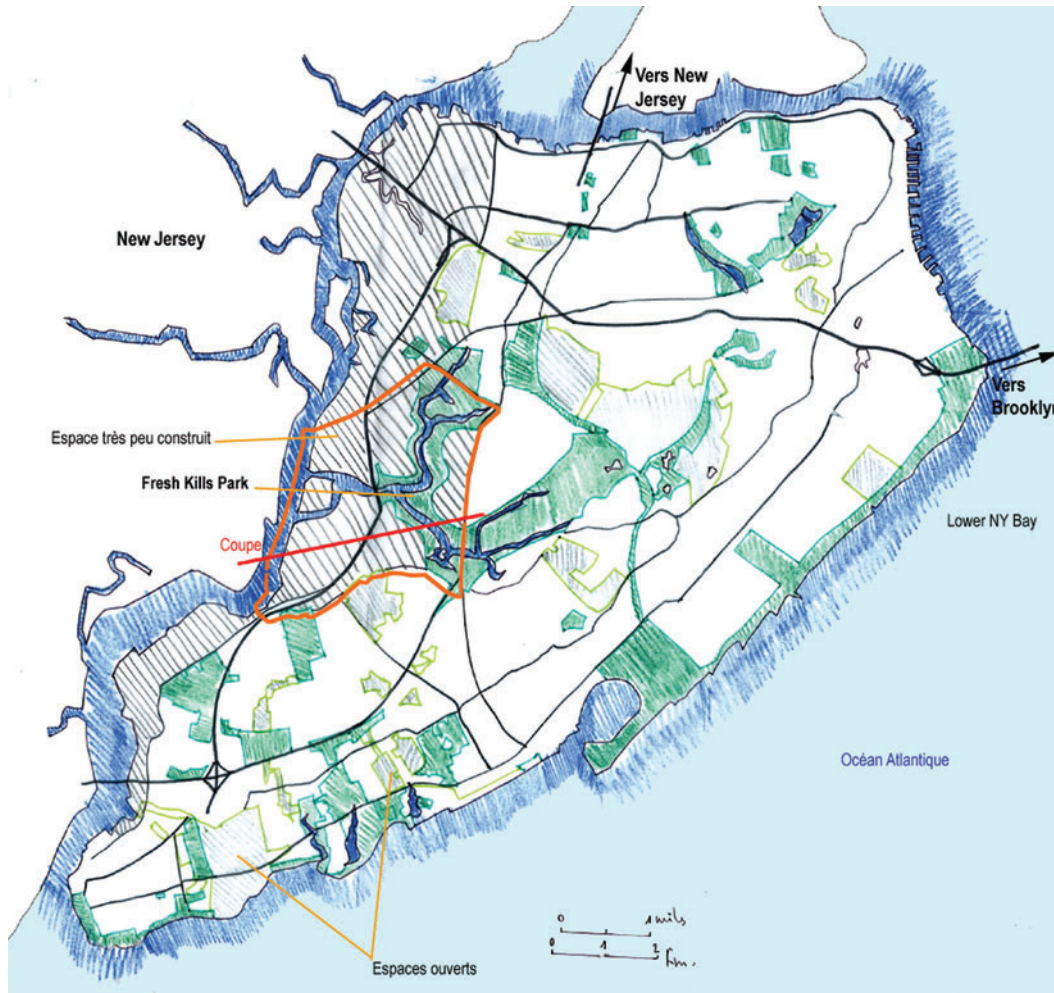 Vers New
Jersey
New Jersey
Vers
Brooklyn
Espace très peu construit
Fresh Kills Park
Lower NY Bay
Coupe
Océan Atlantique
0 1 mils
0 1 2
km.
Espaces ouverts